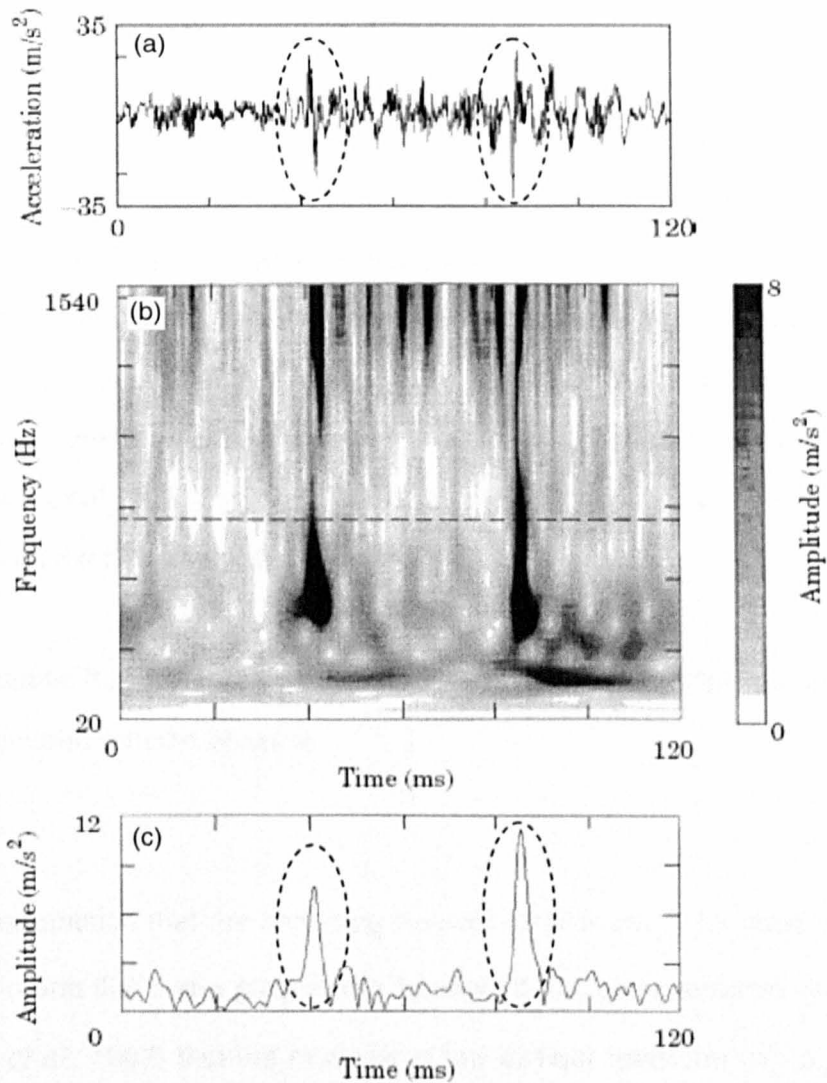 35
(a)
Acceleration (m/s²)
-35
0
120
1540
(b)
Frequency (Hz)
20
0
120
Time (ms)
8
Amplitude (m/s²)
0
12
(c)
Amplitude (m/s²)
0
120
Time (ms)